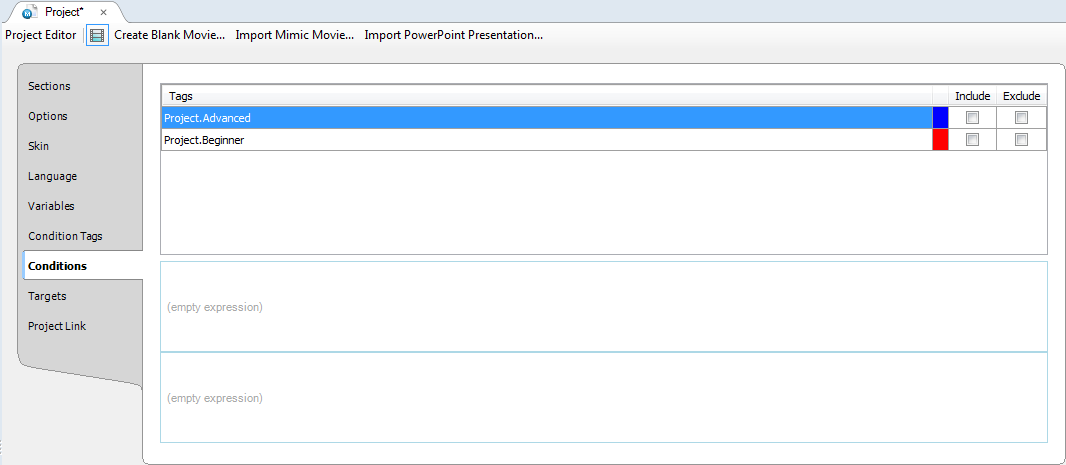 Project*
Project Editor Create Blank Movie... Import Mimic Movie... Import PowerPoint Presentation...
Sections
Options
Skin
Language
Variables
Condition Tags
Conditions
Targets
Project Link
Tags Include Exclude
Project.Advanced
Project.Beginner
(empty expression)
(empty expression)